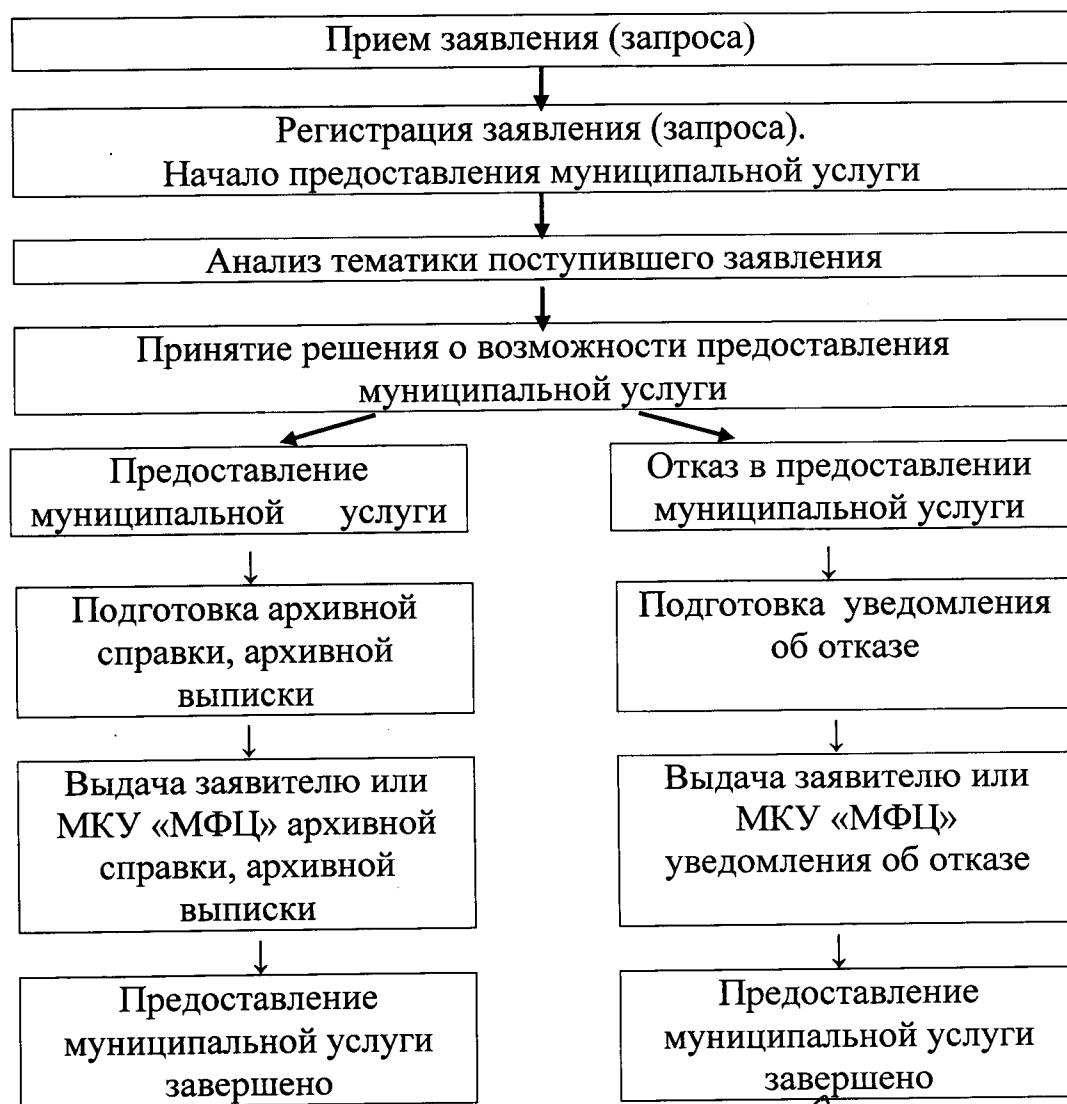 Прием заявления (запроса)
Регистрация заявления (запроса).
Начало предоставления муниципальной услуги
Анализ тематики поступившего заявления
Принятие решения о возможности предоставления
муниципальной услуги
Предоставление
муниципальной услуги
Отказ в предоставлении
муниципальной услуги
Подготовка архивной
справки, архивной
выписки
Подготовка уведомления
об отказе
Выдача заявителю или
МКУ «МФЦ» архивной
справки, архивной
выписки
Выдача заявителю или
МКУ «МФЦ»
уведомления об отказе
Предоставление
муниципальной услуги
завершено
Предоставление
муниципальной услуги
завершено